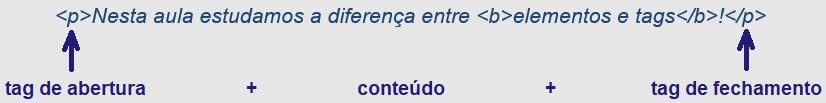 <p>Nesta aula estudamos a diferença entre <b>elementos e tags</b>!</p>
tag de abertura + conteúdo + tag de fechamento